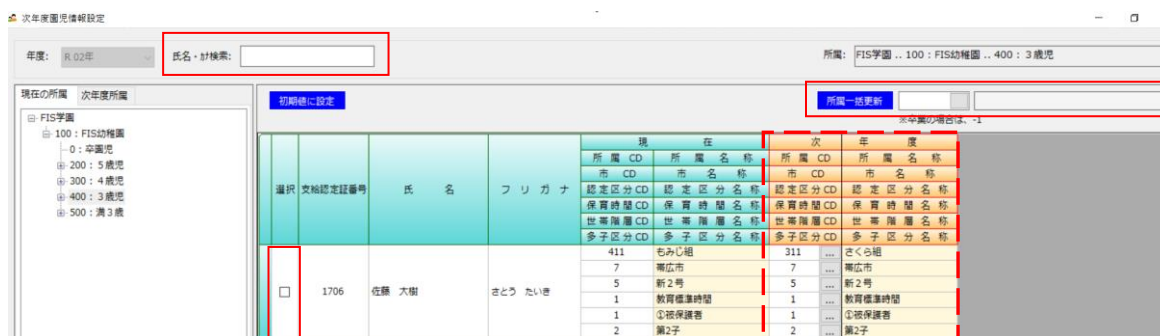 次年度園児情報設定
年度: R 02年 氏名・ｶﾅ検索: 所属: FIS学園 .. 100 : FIS幼稚園 .. 400 : 3歳児
現在の所属 次年度所属
FIS学園
100 : FIS幼稚園
0 : 卒園児
200 : 5歳児
300 : 4歳児
400 : 3歳児
500 : 満3歳
初期値に設定 所属一括更新
※卒業の場合は、-1
現在 次年度
選択 支給認定証番号 氏名 フリガナ
所属CD 所属名称 所属CD 所属名称
市CD 市名称 市CD 市名称
認定区分CD 認定区分名称 認定区分CD 認定区分名称
保育時間CD 保育時間名称 保育時間CD 保育時間名称
世帯階層CD 世帯階層名称 世帯階層CD 世帯階層名称
多子区分CD 多子区分名称 多子区分CD 多子区分名称
1706 佐藤 大樹 さとう たいき
411 もみじ組 311 ... さくら組
7 帯広市 7 ... 帯広市
5 新2号 5 ... 新2号
1 教育標準時間 1 ... 教育標準時間
1 ①被保護者 1 ... ①被保護者
2 第2子 2 ... 第2子